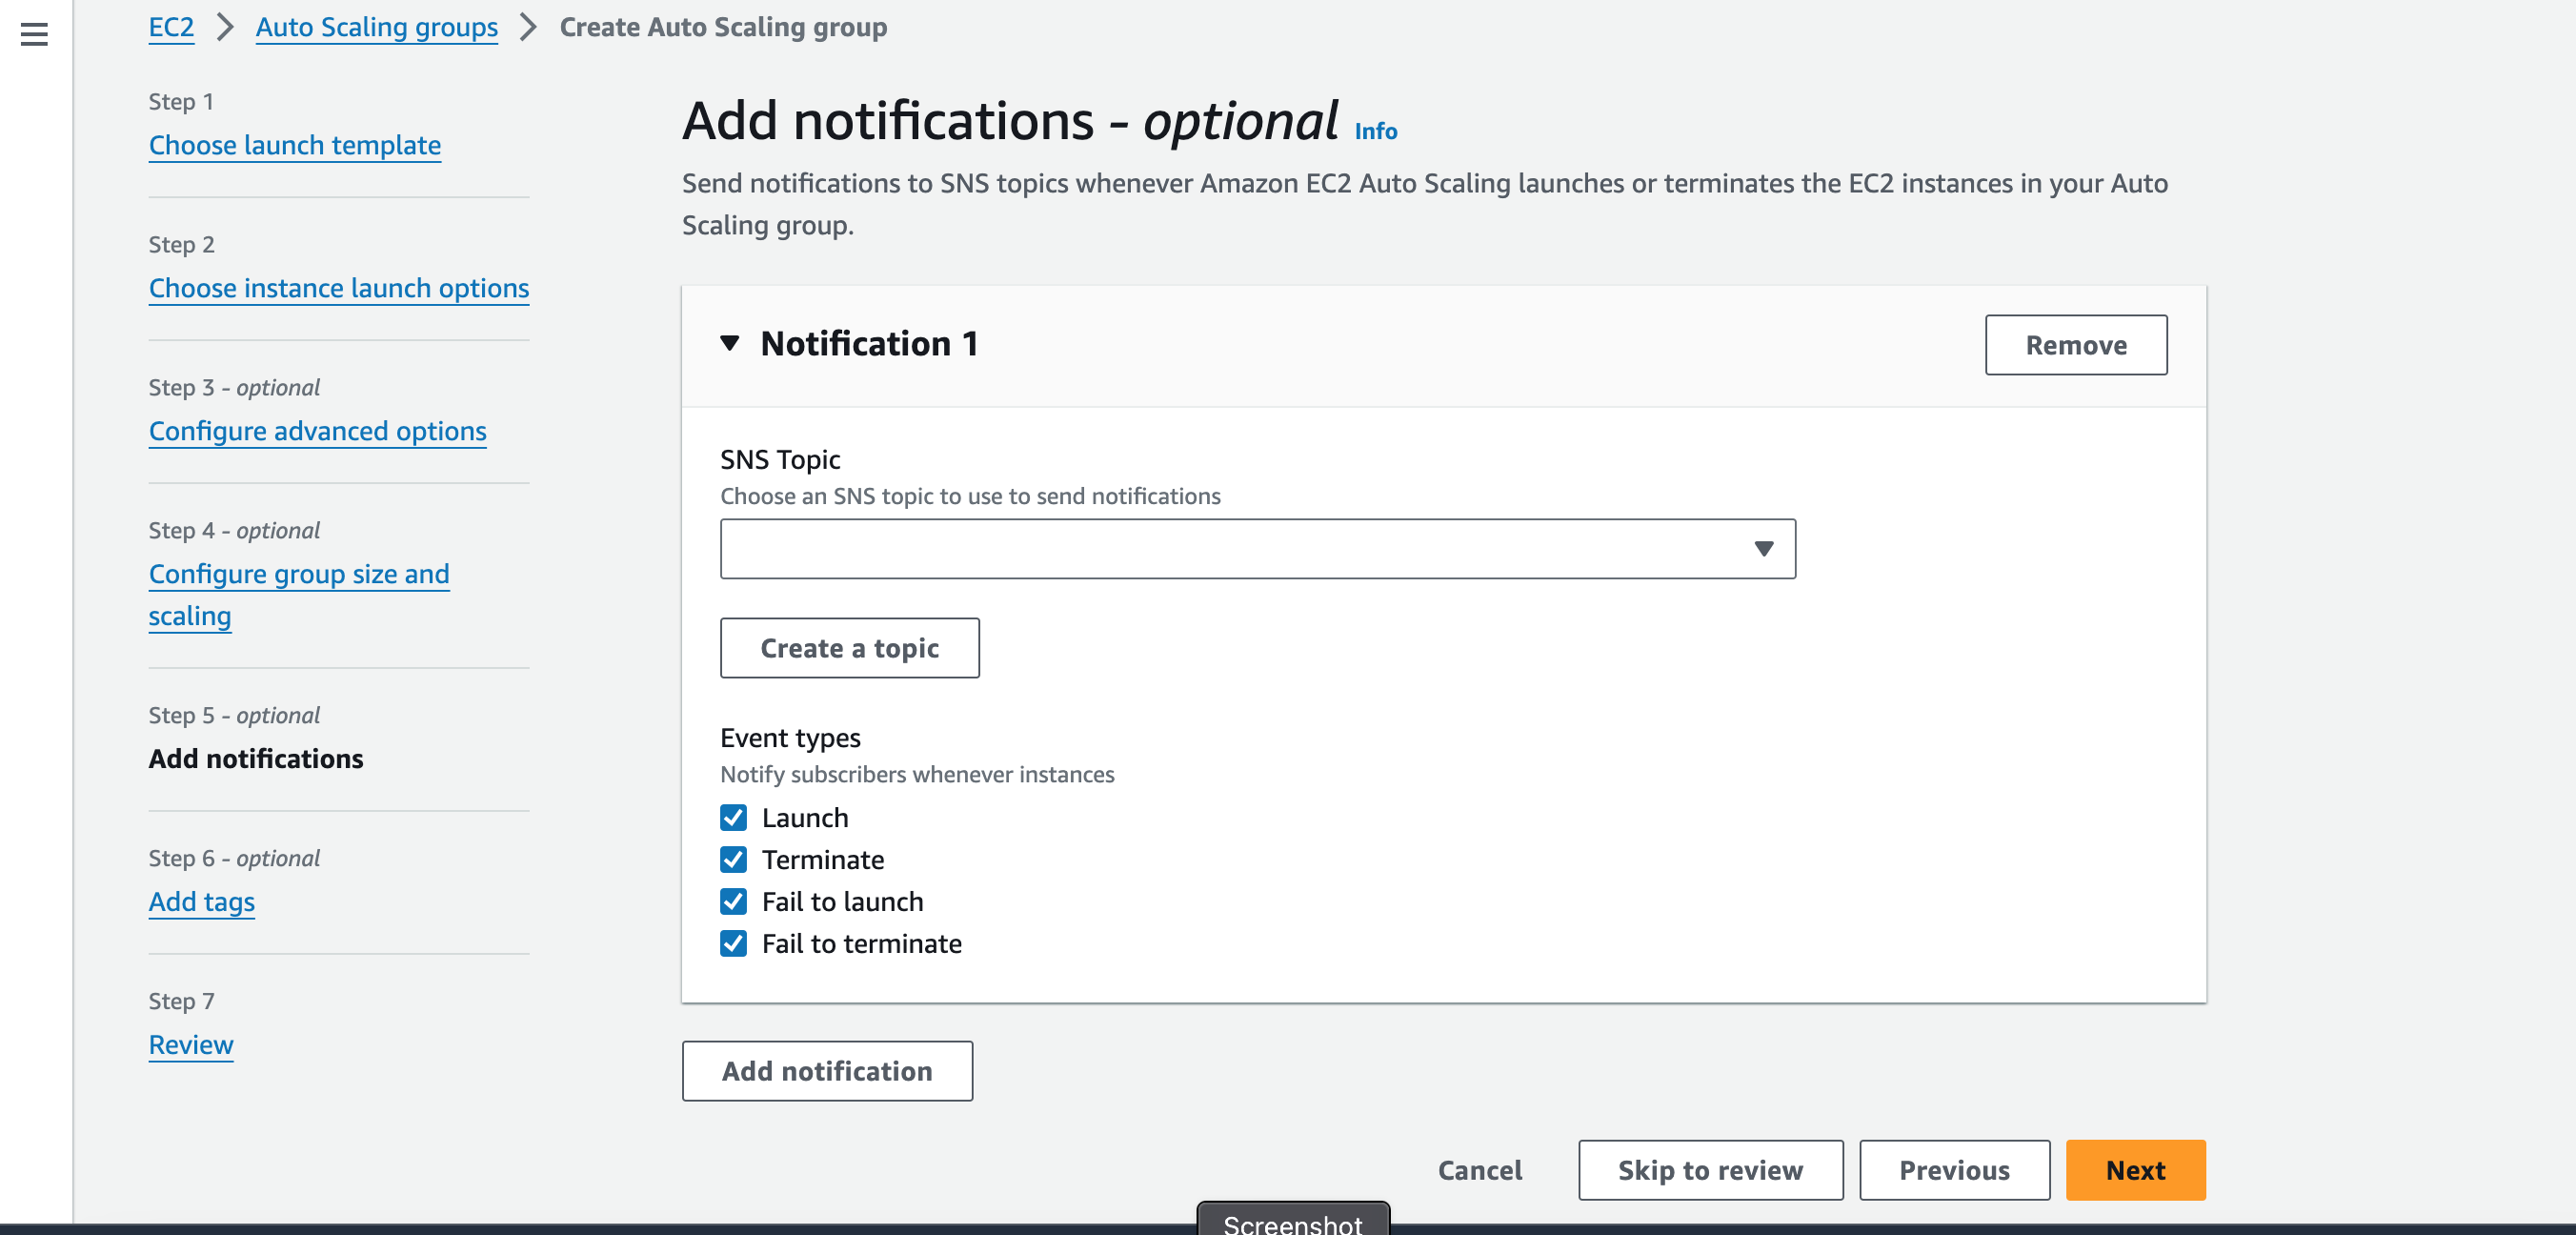 EC2 > Auto Scaling groups > Create Auto Scaling group
Step 1
Choose launch template
Step 2
Choose instance launch options
Step 3 - optional
Configure advanced options
Step 4 - optional
Configure group size and
scaling
Step 5 - optional
Add notifications
Step 6 - optional
Add tags
Step 7
Review
Add notifications - optional Info
Send notifications to SNS topics whenever Amazon EC2 Auto Scaling launches or terminates the EC2 instances in your Auto
Scaling group.
Notification 1
Remove
SNS Topic
Choose an SNS topic to use to send notifications
Create a topic
Event types
Notify subscribers whenever instances
Launch
Terminate
Fail to launch
Fail to terminate
Add notification
Cancel Skip to review Previous Next
Screenshot